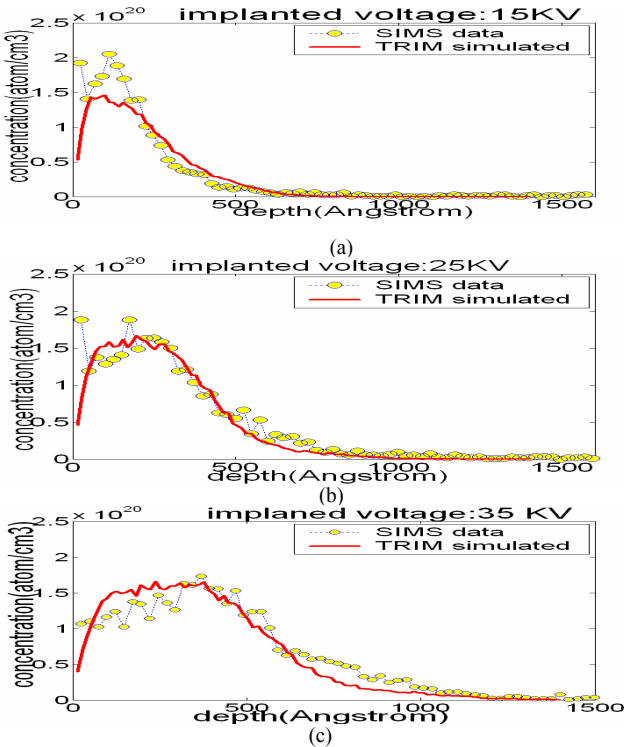 implanted voltage:15KV
× 10^20
SIMS data
TRIM simulated
concentration(atom/cm3)
2.5
2
1.5
1
0.5
0
0 500 1000 1500
depth(Angstrom)
(a)
implanted voltage:25KV
× 10^20
SIMS data
TRIM simulated
concentration(atom/cm3)
2.5
2
1.5
1
0.5
0
0 500 1000 1500
depth(Angstrom)
(b)
implaned voltage:35 KV
× 10^20
SIMS data
TRIM simulated
concentration(atom/cm3)
2.5
2
1.5
1
0.5
0
0 500 1000 1500
depth(Angstrom)
(c)